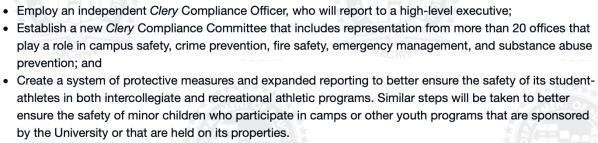 • Employ an independent Clery Compliance Officer, who will report to a high-level executive;
• Establish a new Clery Compliance Committee that includes representation from more than 20 offices that
play a role in campus safety, crime prevention, fire safety, emergency management, and substance abuse
prevention; and
• Create a system of protective measures and expanded reporting to better ensure the safety of its student-
athletes in both intercollegiate and recreational athletic programs. Similar steps will be taken to better
ensure the safety of minor children who participate in camps or other youth programs that are sponsored
by the University or that are held on its properties.